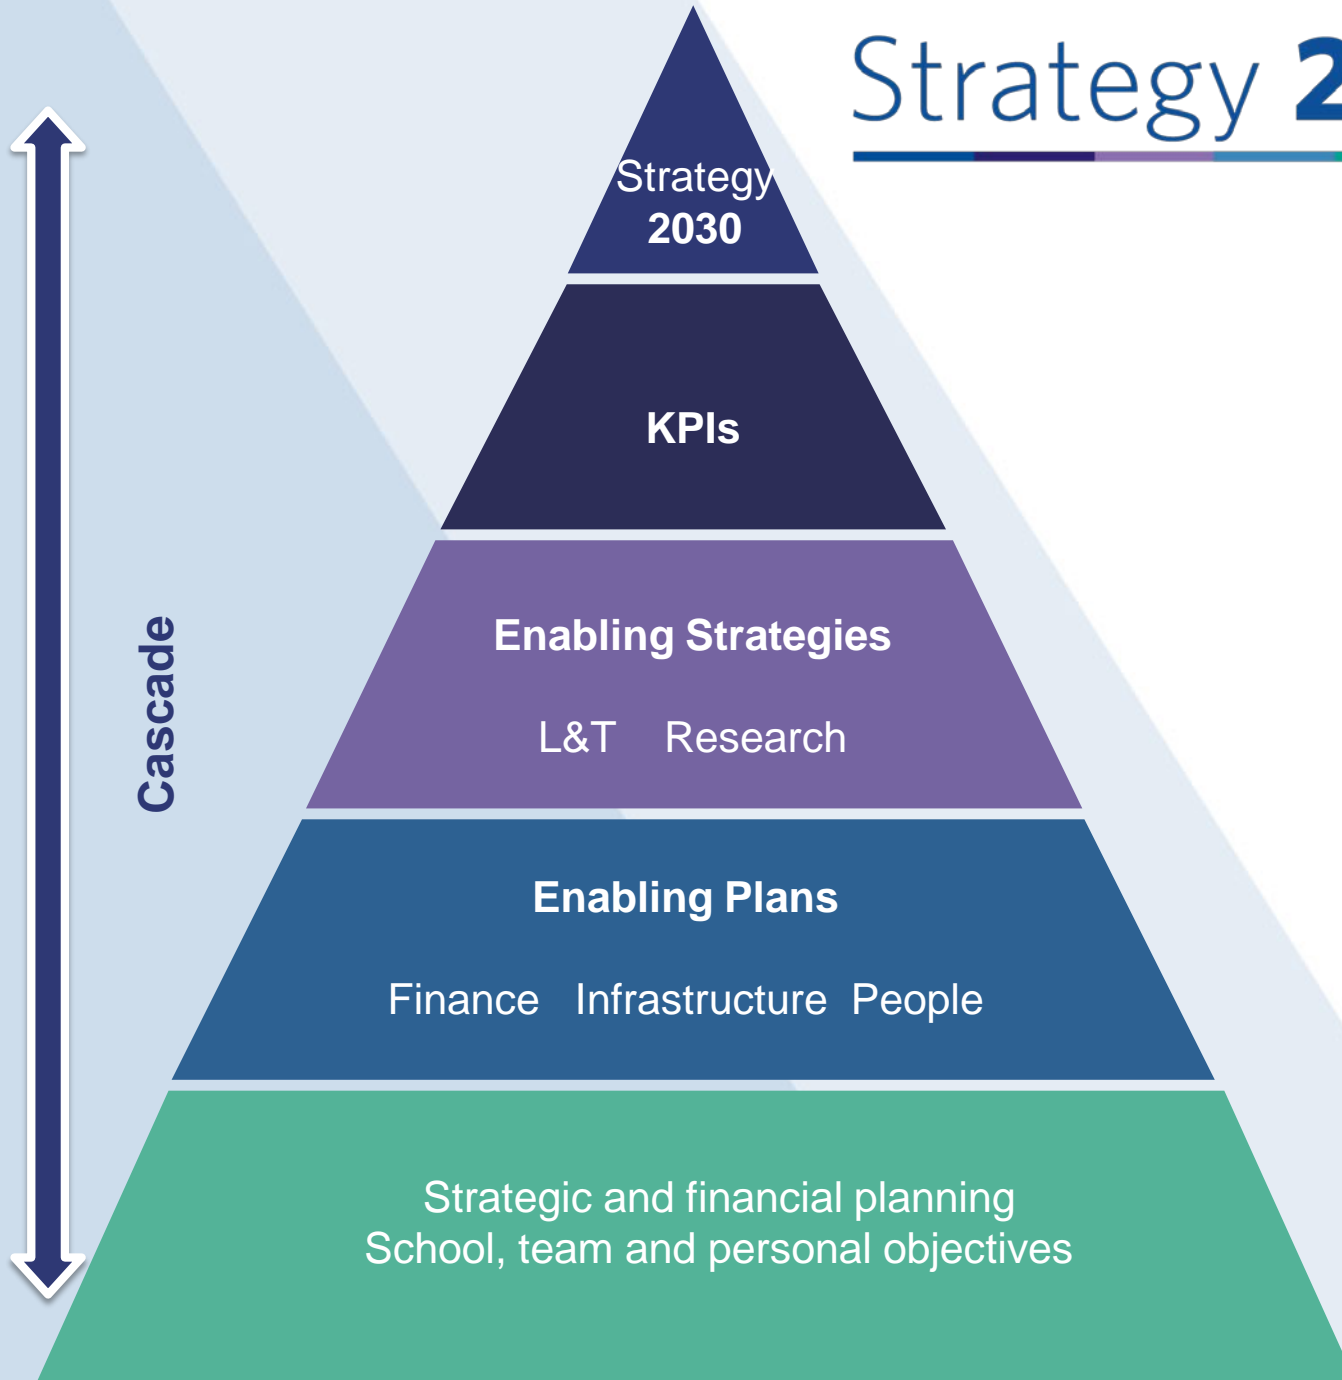 Strategy 2
Strategy
2030
KPIs
Cascade
Enabling Strategies
L&T Research
Enabling Plans
Finance Infrastructure People
Strategic and financial planning
School, team and personal objectives